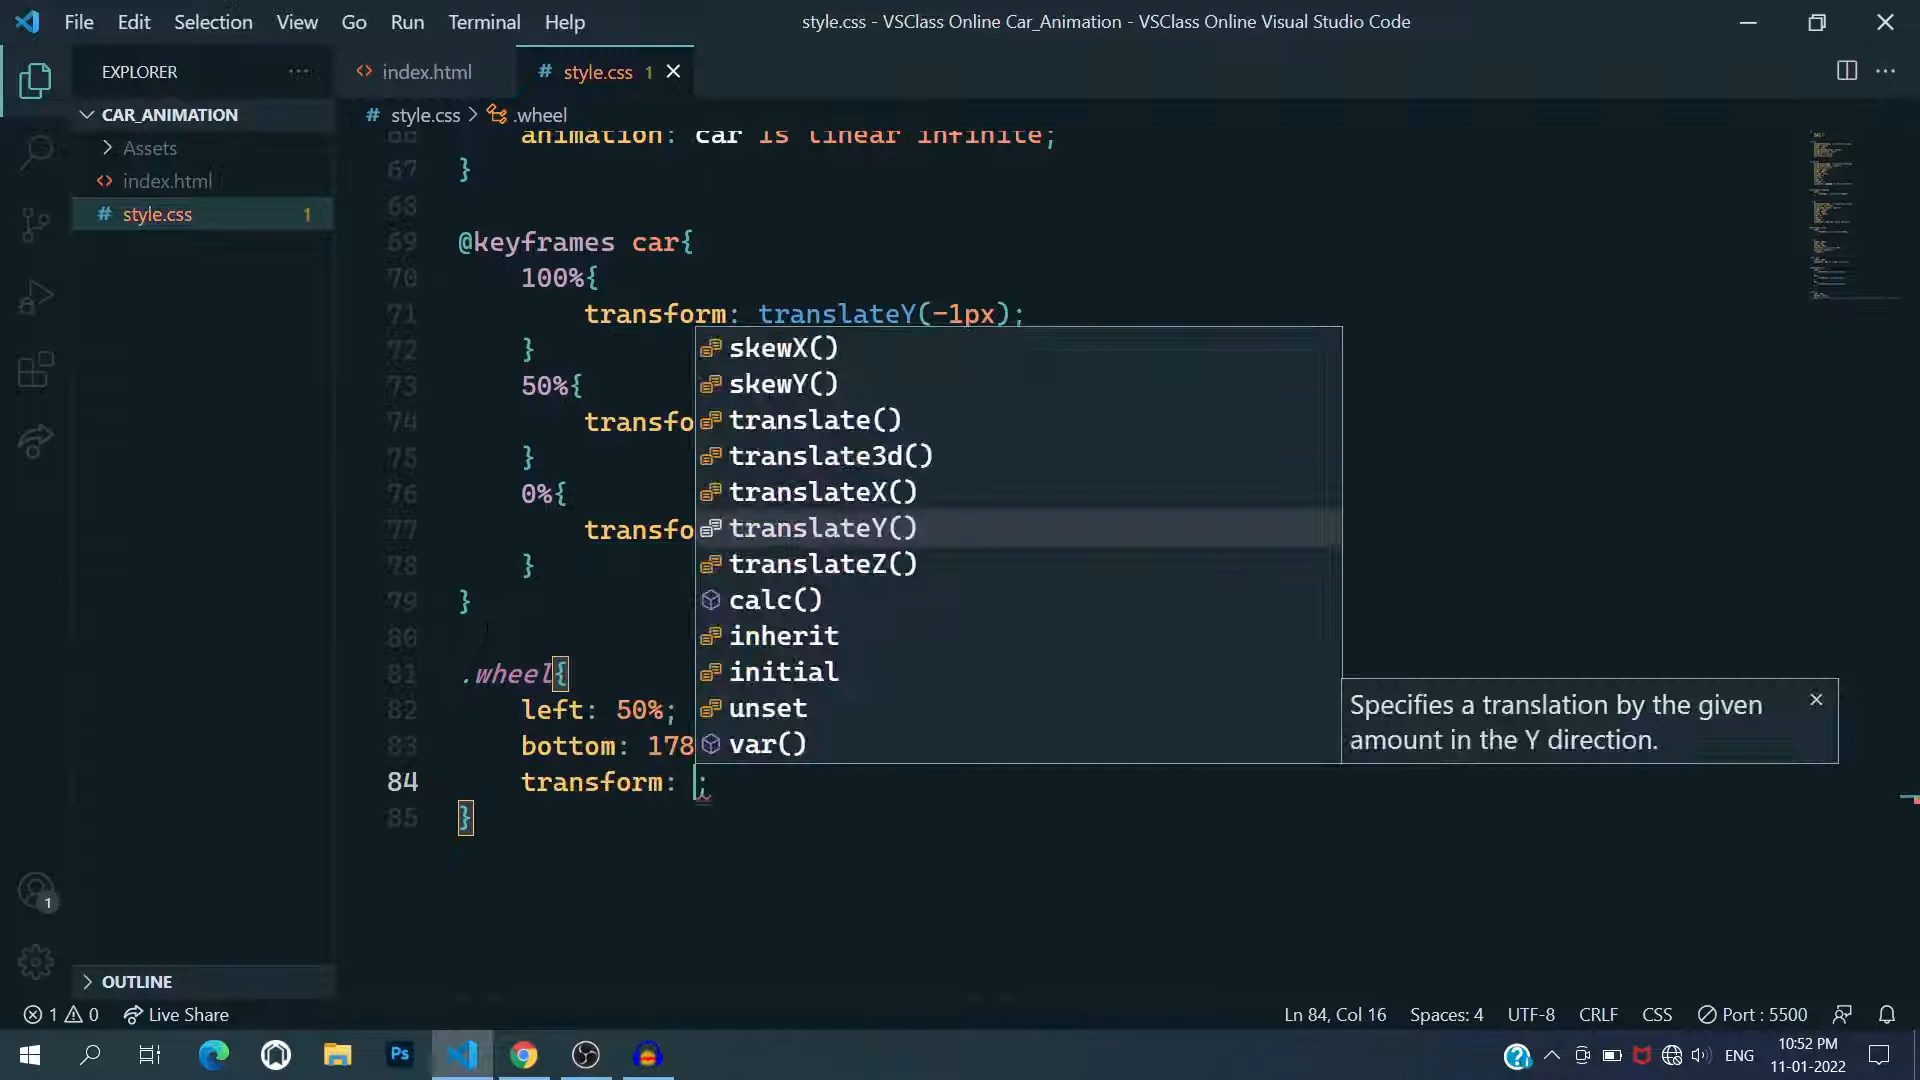 File Edit Selection View Go Run Terminal Help
style.css - VSClass Online Car_Animation - VSClass Online Visual Studio Code
EXPLORER ···
<> index.html
# style.css 1 ×
CAR_ANIMATION
Assets
<> index.html
# style.css 1
# style.css > .wheel
66 animation: car 1s linear infinite;
67 }
68
69 @keyframes car{
70 100%{
71 transform: translateY(-1px);
72 }
73 50%{
74 transfo
75 }
76 0%{
77 transfo
78 }
79 }
80
81 .wheel{
82 left: 50%;
83 bottom: 178
84 transform: ;
85 }
skewX()
skewY()
translate()
translate3d()
translateX()
translateY()
translateZ()
calc()
inherit
initial
unset
var()
Specifies a translation by the given
amount in the Y direction.
1
OUTLINE
1 0 Live Share
Ln 84, Col 16 Spaces: 4 UTF-8 CRLF CSS Port : 5500
Ps
ENG
10:52 PM
11-01-2022